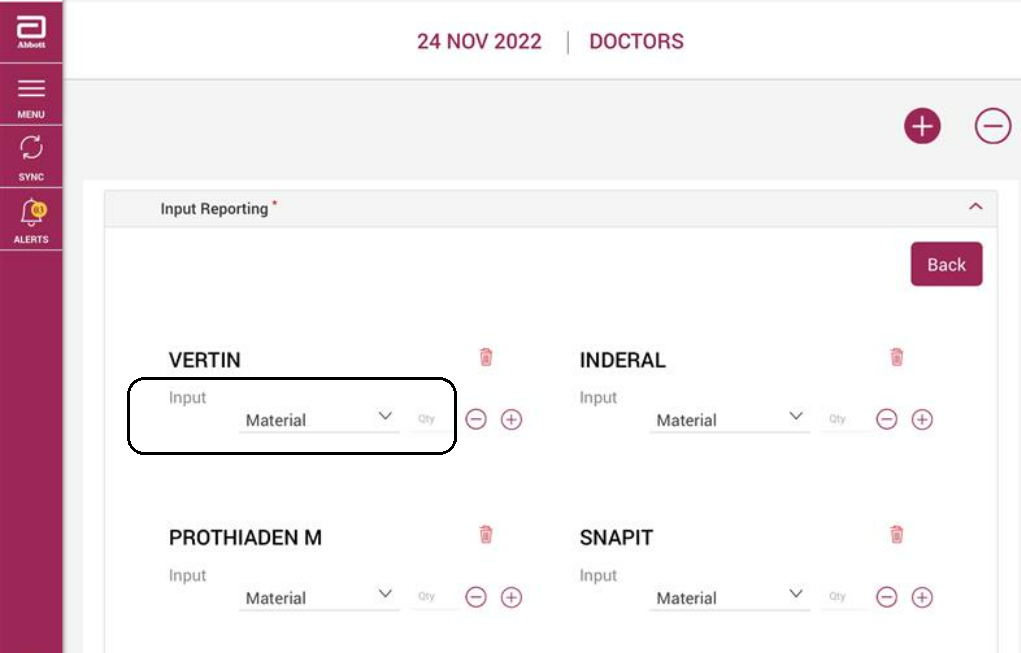 Abbott
24 NOV 2022 | DOCTORS
MENU
SYNC
03
ALERTS
Input Reporting *
Back
VERTIN
Input
Material Qty
INDERAL
Input
Material Qty
PROTHIADEN M
Input
Material Qty
SNAPIT
Input
Material Qty